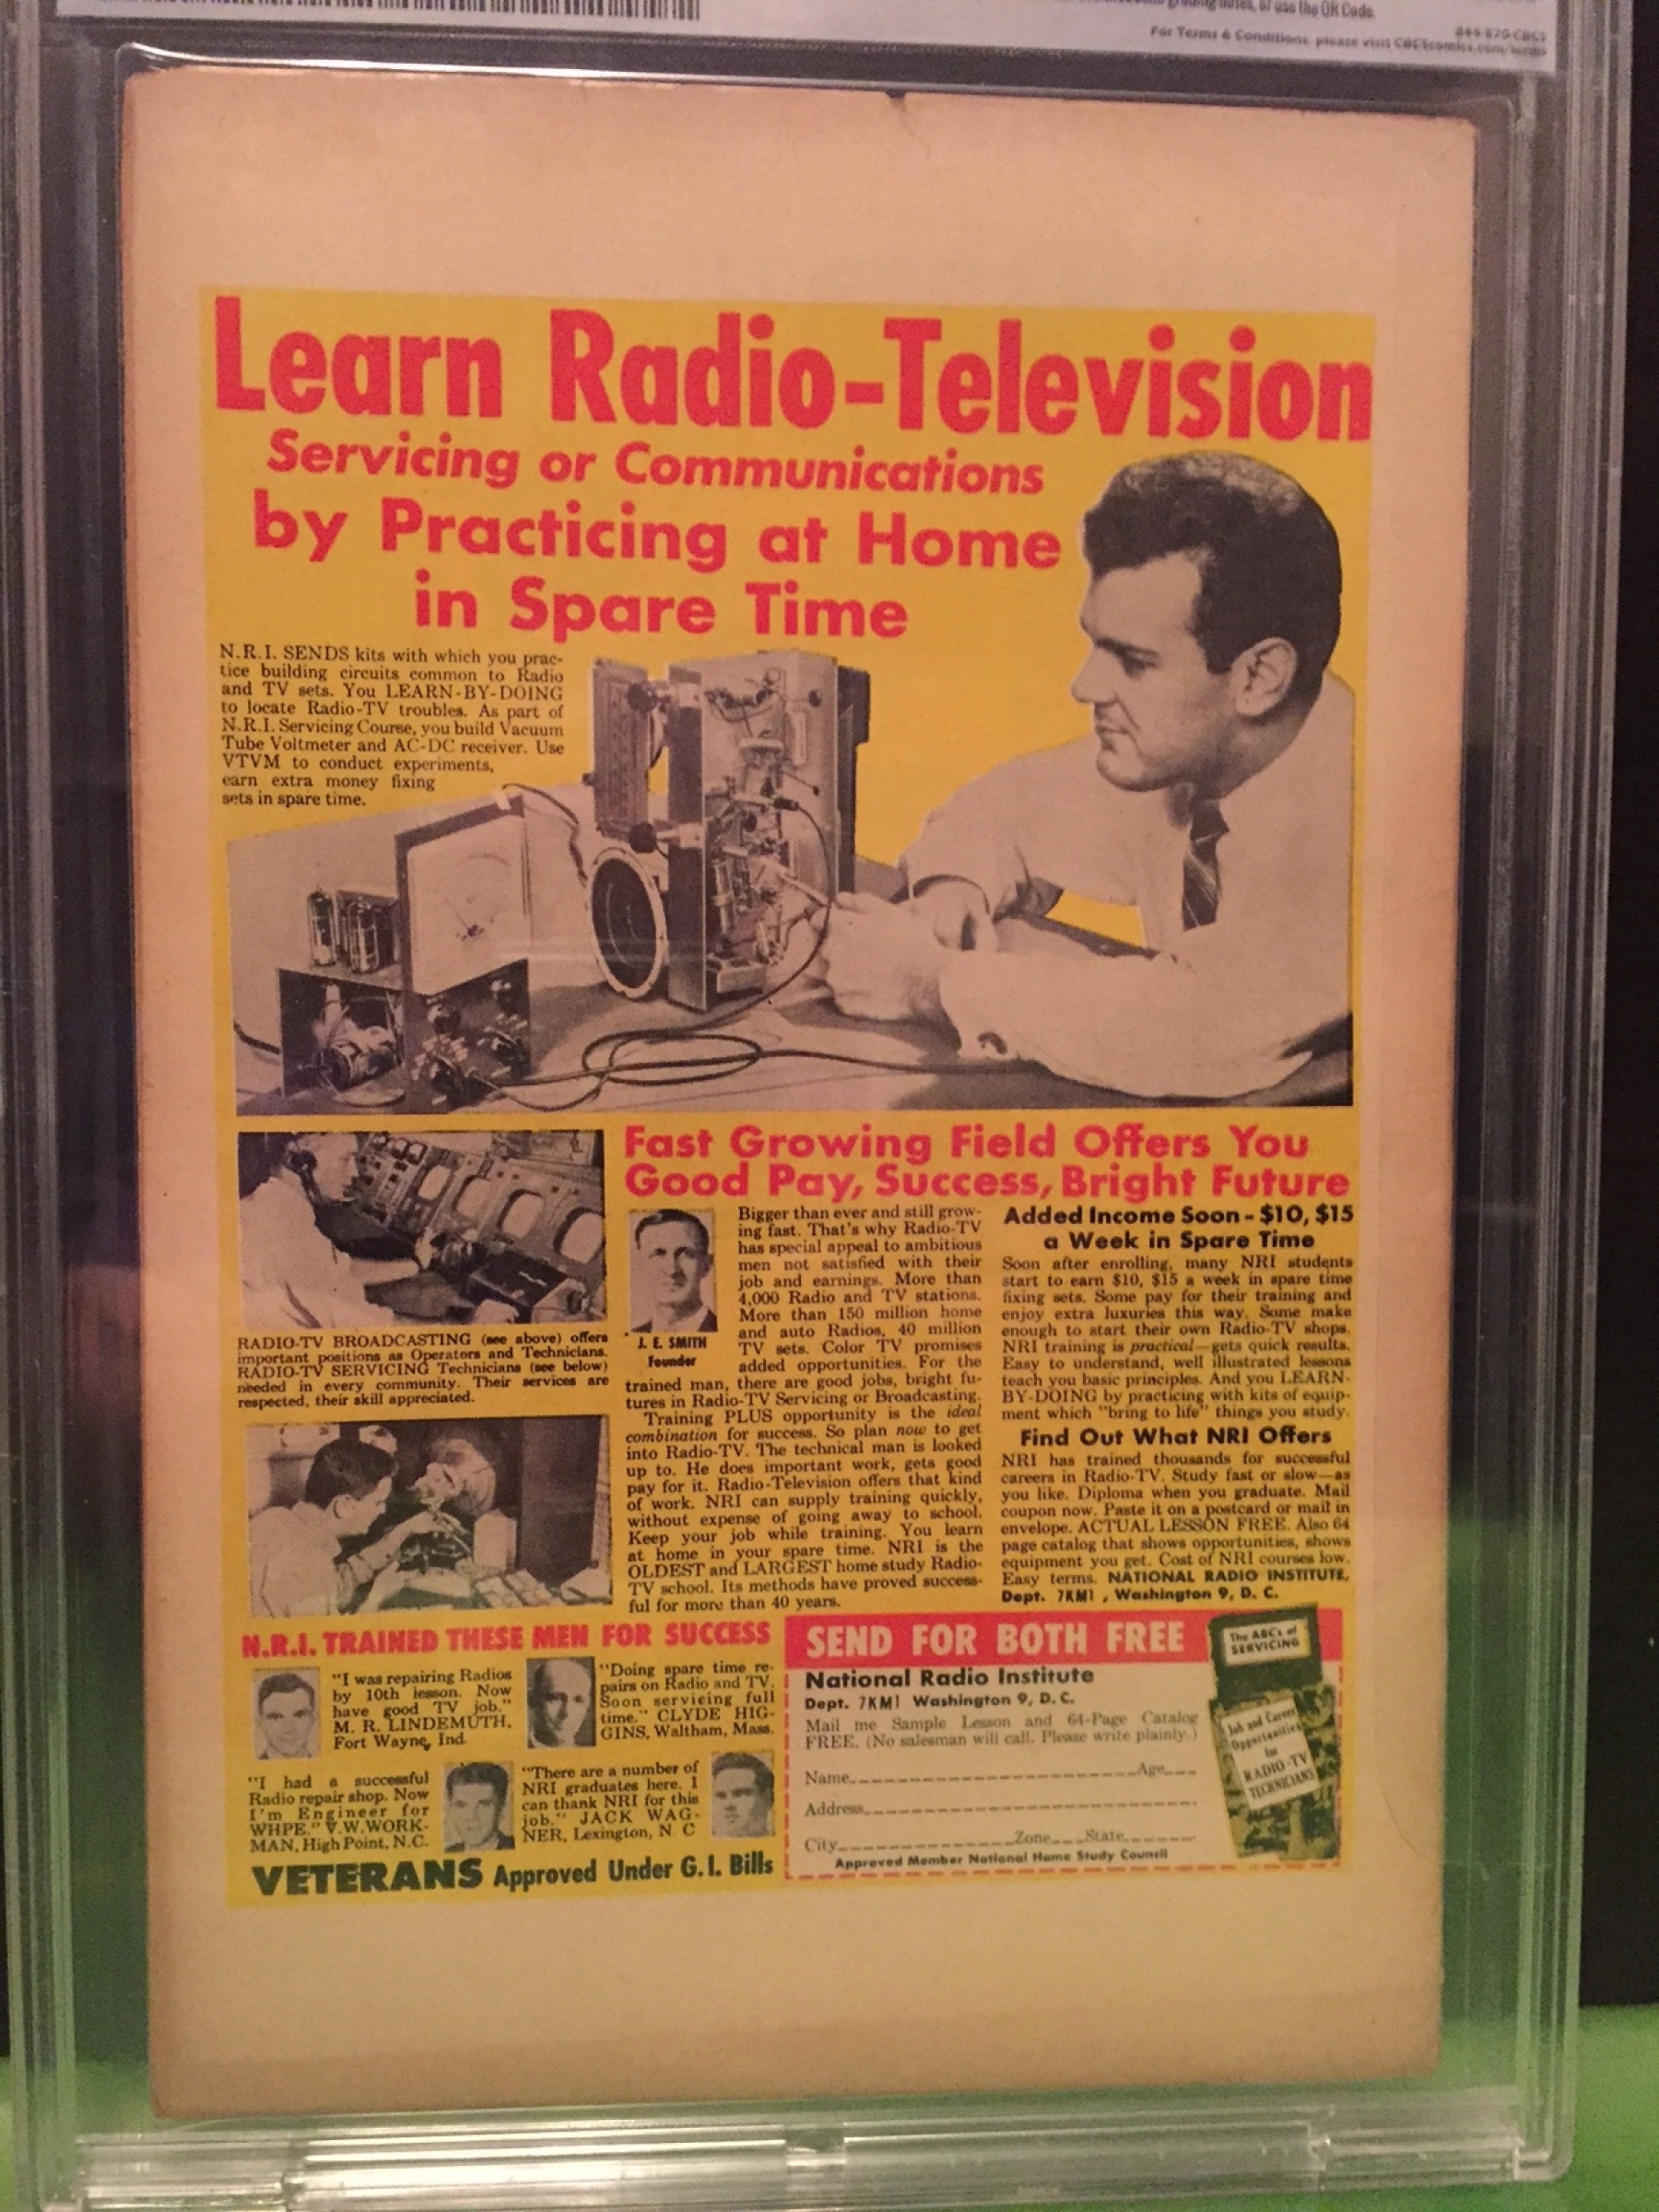 grading notes, or use the QR Code.
844-870-CBCS
For Terms & Conditions, please visit CBCScomics.com/terms
Learn Radio-Television
Servicing or Communications
by Practicing at Home
in Spare Time
N.R.I. SENDS kits with which you prac-
tice building circuits common to Radio
and TV sets. You LEARN-BY-DOING
to locate Radio-TV troubles. As part of
N.R.I. Servicing Course, you build Vacuum
Tube Voltmeter and AC-DC receiver. Use
VTVM to conduct experiments,
earn extra money fixing
sets in spare time.
RADIO-TV BROADCASTING (see above) offers
important positions as Operators and Technicians.
RADIO-TV SERVICING Technicians (see below)
needed in every community. Their services are
respected, their skill appreciated.
Fast Growing Field Offers You
Good Pay, Success, Bright Future
J. E. SMITH
Founder
Bigger than ever and still grow-
ing fast. That's why Radio-TV
has special appeal to ambitious
men not satisfied with their
job and earnings. More than
4,000 Radio and TV stations.
More than 150 million home
and auto Radios, 40 million
TV sets. Color TV promises
added opportunities. For the
trained man, there are good jobs, bright fu-
tures in Radio-TV Servicing or Broadcasting.
Training PLUS opportunity is the ideal
combination for success. So plan now to get
into Radio-TV. The technical man is looked
up to. He does important work, gets good
pay for it. Radio-Television offers that kind
of work. NRI can supply training quickly,
without expense of going away to school.
Keep your job while training. You learn
at home in your spare time. NRI is the
OLDEST and LARGEST home study Radio-
TV school. Its methods have proved success-
ful for more than 40 years.
Added Income Soon - $10, $15
a Week in Spare Time
Soon after enrolling, many NRI students
start to earn $10, $15 a week in spare time
fixing sets. Some pay for their training and
enjoy extra luxuries this way. Some make
enough to start their own Radio-TV shops.
NRI training is practical—gets quick results.
Easy to understand, well illustrated lessons
teach you basic principles. And you LEARN-
BY-DOING by practicing with kits of equip-
ment which "bring to life" things you study.
Find Out What NRI Offers
NRI has trained thousands for successful
careers in Radio-TV. Study fast or slow—as
you like. Diploma when you graduate. Mail
coupon now. Paste it on a postcard or mail in
envelope. ACTUAL LESSON FREE. Also 64
page catalog that shows opportunities, shows
equipment you get. Cost of NRI courses low.
Easy terms. NATIONAL RADIO INSTITUTE,
Dept. 7KM1, Washington 9, D. C.
N.R.I. TRAINED THESE MEN FOR SUCCESS
"I was repairing Radios
by 10th lesson. Now
have good TV job."
M. R. LINDEMUTH,
Fort Wayne, Ind.
"Doing spare time re-
pairs on Radio and TV.
Soon servicing full
time." CLYDE HIG-
GINS, Waltham, Mass.
"I had a successful
Radio repair shop. Now
I'm Engineer for
WHPE." V.W. WORK-
MAN, High Point, N.C.
"There are a number of
NRI graduates here. I
can thank NRI for this
job." JACK WAG-
NER, Lexington, N. C
VETERANS Approved Under G. I. Bills
SEND FOR BOTH FREE
National Radio Institute
Dept. 7KM1 Washington 9, D. C.
Mail me Sample Lesson and 64-Page Catalog
FREE. (No salesman will call. Please write plainly.)
Name Age
Address
City Zone State
Approved Member National Home Study Council
The ABC's of
SERVICING
Job and Career
Opportunities
for
RADIO-TV
TECHNICIANS